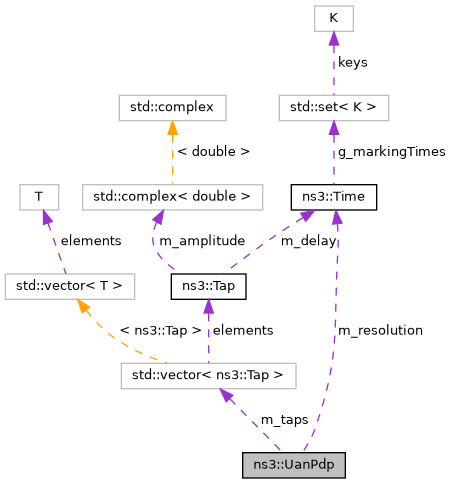 K
keys
std::complex
std::set< K >
< double >
g_markingTimes
T
std::complex< double >
ns3::Time
elements
m_amplitude
m_delay
std::vector< T >
ns3::Tap
< ns3::Tap >
elements
m_resolution
std::vector< ns3::Tap >
m_taps
ns3::UanPdp